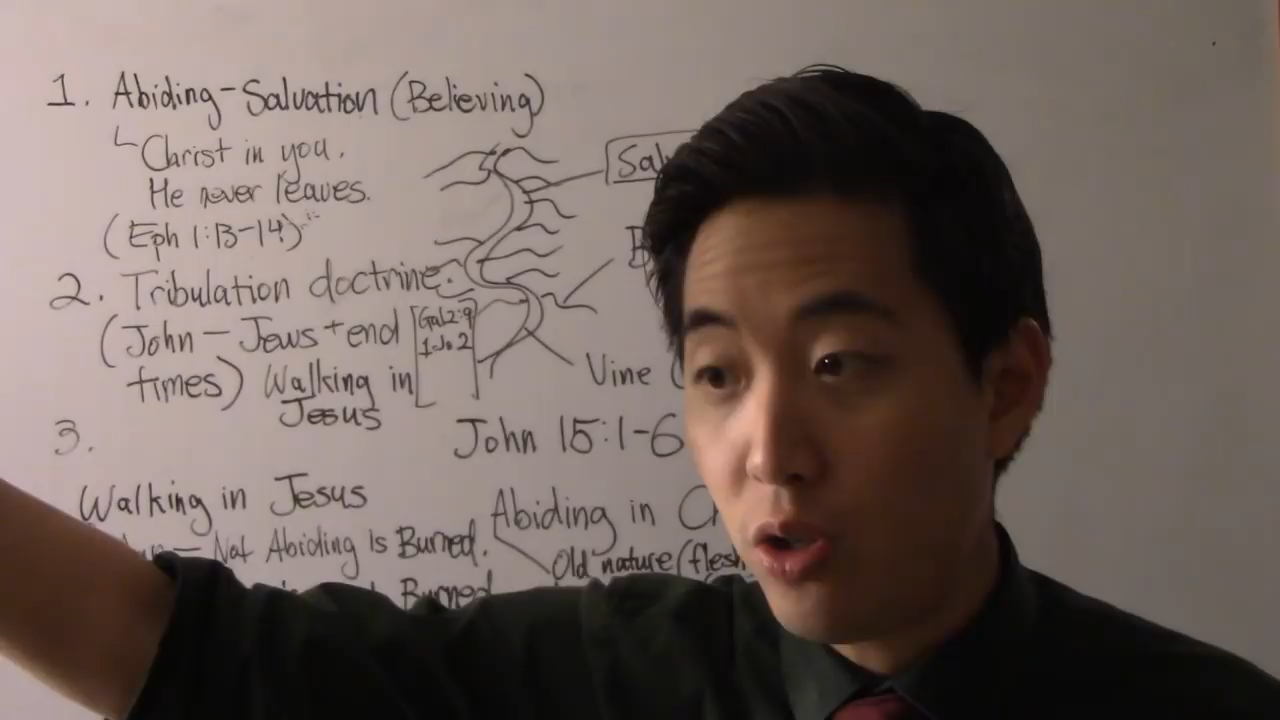 1. Abiding-Salvation (Believing)
Christ in you.
He never leaves.
(Eph 1:13-14)
Sal
2. Tribulation doctrine.
(John - Jews + end
times) Walking in
Jesus
[Gal 2:9
1 Jo 2]
Vine (
3.
John 15:1-6
Walking in Jesus
- Not Abiding is Burned.
Burned
Abiding in C
Old nature (flesh